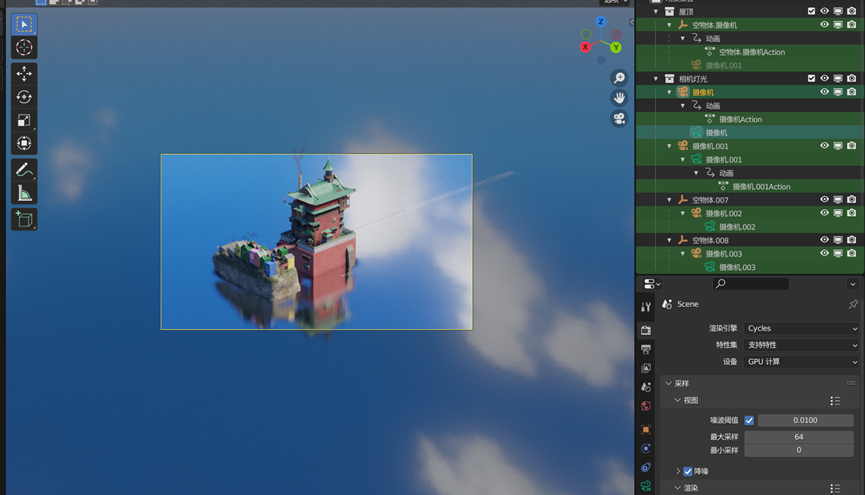 选项
Z
X
Y
屋顶
空物体.摄像机
动画
空物体.摄像机Action
摄像机.001
相机灯光
摄像机
动画
摄像机Action
摄像机
摄像机.001
摄像机.001
动画
摄像机.001Action
空物体.007
摄像机.002
摄像机.002
空物体.008
摄像机.003
摄像机.003
Scene
渲染引擎 Cycles
特性集 支持特性
设备 GPU 计算
采样
视图
噪波阈值 0.0100
最大采样 64
最小采样 0
降噪
渲染